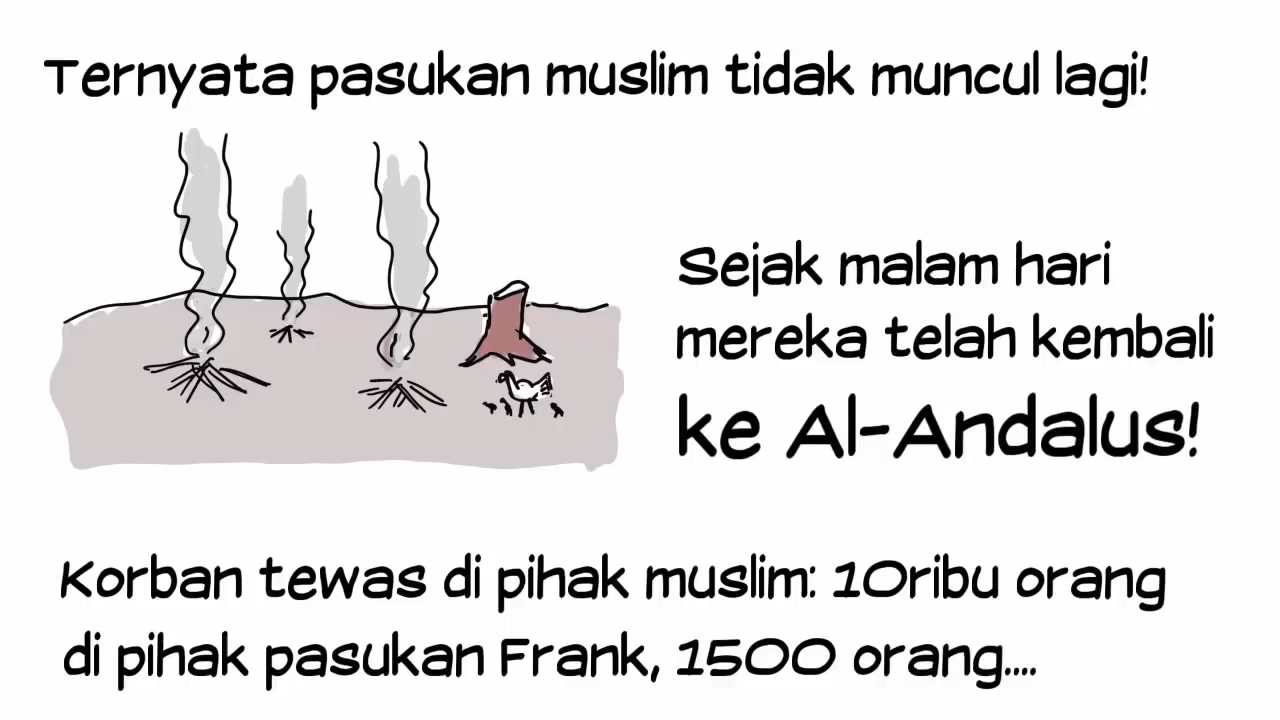 Ternyata pasukan muslim tidak muncul lagi!
Sejak malam hari
mereka telah kembali
ke Al-Andalus!
Korban tewas di pihak muslim: 10ribu orang
di pihak pasukan Frank, 1500 orang....